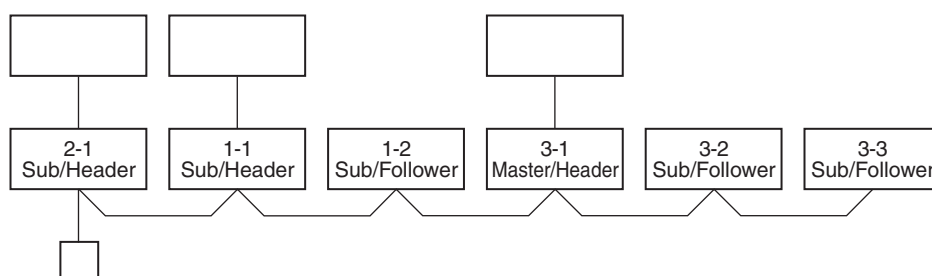 2-1
Sub/Header
1-1
Sub/Header
1-2
Sub/Follower
3-1
Master/Header
3-2
Sub/Follower
3-3
Sub/Follower